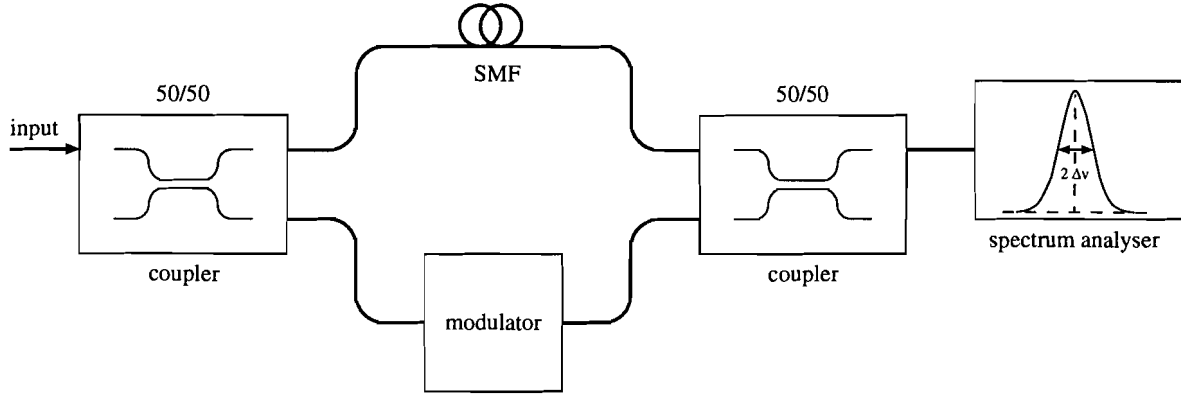 SMF
50/50
50/50
input
2 Δν
coupler
coupler
spectrum analyser
modulator